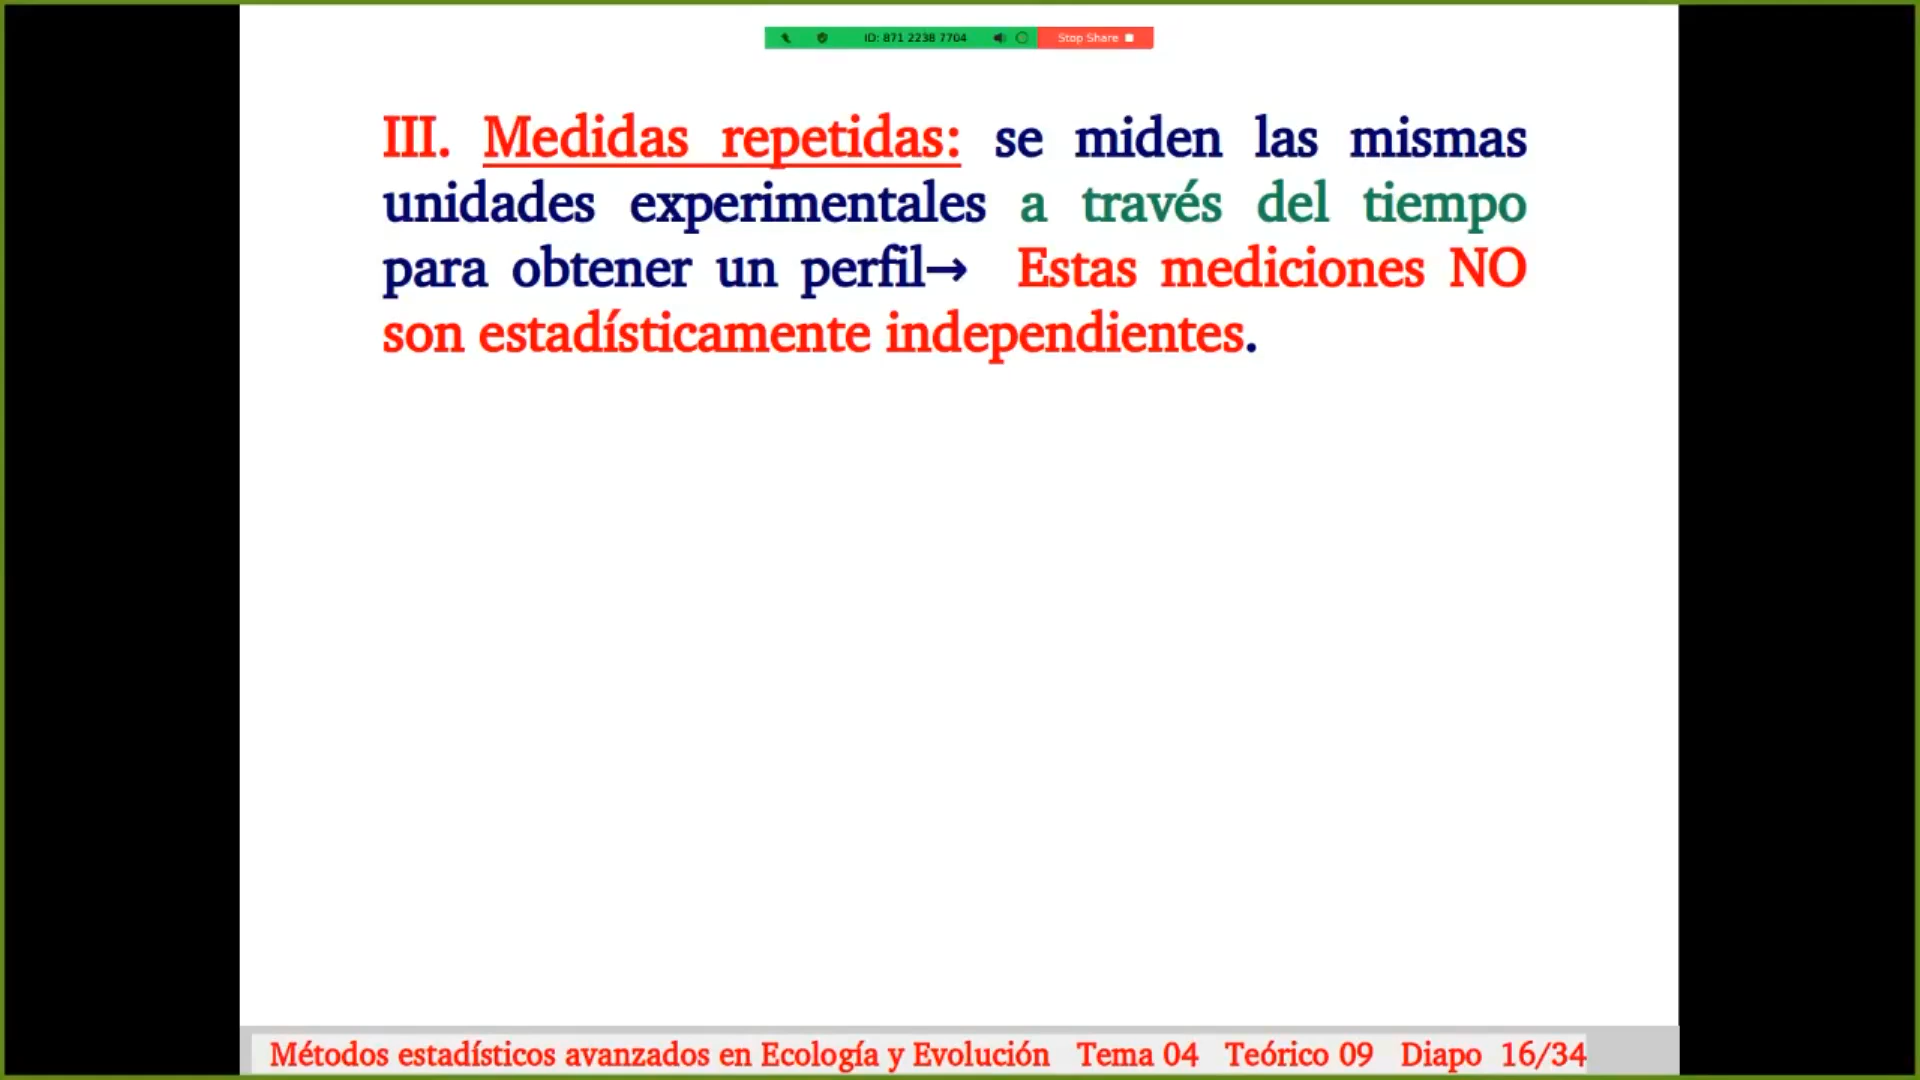 ID: 871 2238 7704 Stop Share
III. Medidas repetidas: se miden las mismas
unidades experimentales a través del tiempo
para obtener un perfil→ Estas mediciones NO
son estadísticamente independientes.
Métodos estadísticos avanzados en Ecología y Evolución Tema 04 Teórico 09 Diapo 16/34